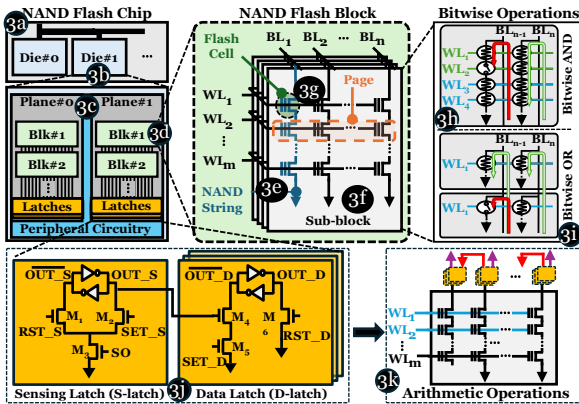 NAND Flash Chip
3a
Die#0
Die#1
3b
Plane#0
3c
Plane#1
Blk#1
Blk#1
3d
Blk#2
Blk#2
Latches
Latches
Peripheral Circuitry
NAND Flash Block
Flash
Cell
BL1 BL2 ... BLn
3g
Page
WL1
WL2
...
WLm
3e
NAND
String
3f
Sub-block
Bitwise Operations
BLn-1
BLn
WL1
WL2
WL3
WL4
3h
Bitwise AND
BLn-1
BLn
WL1
WL1
Bitwise OR
3i
OUT_S
OUT_S
M1
M2
RST_S
SET_S
M3
SO
Sensing Latch (S-latch)
3j
OUT_D
OUT_D
M4
M
6
M5
RST_D
SET_D
Data Latch (D-latch)
...
WL1
WL2
...
WLm
3k
Arithmetic Operations